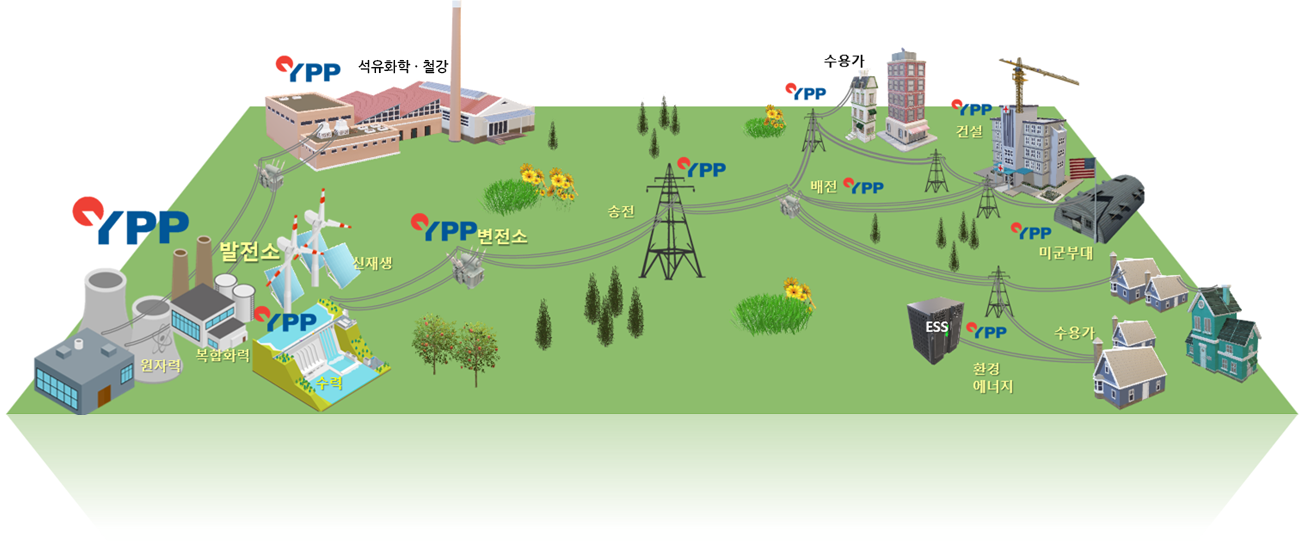 YPP
석유화학 · 철강
수용가
YPP
YPP
건설
YPP
배전 YPP
송전
YPP
YPP 변전소
발전소
신재생
YPP
미군부대
YPP
원자력
복합화력
수력
ESS
YPP
수용가
환경
에너지